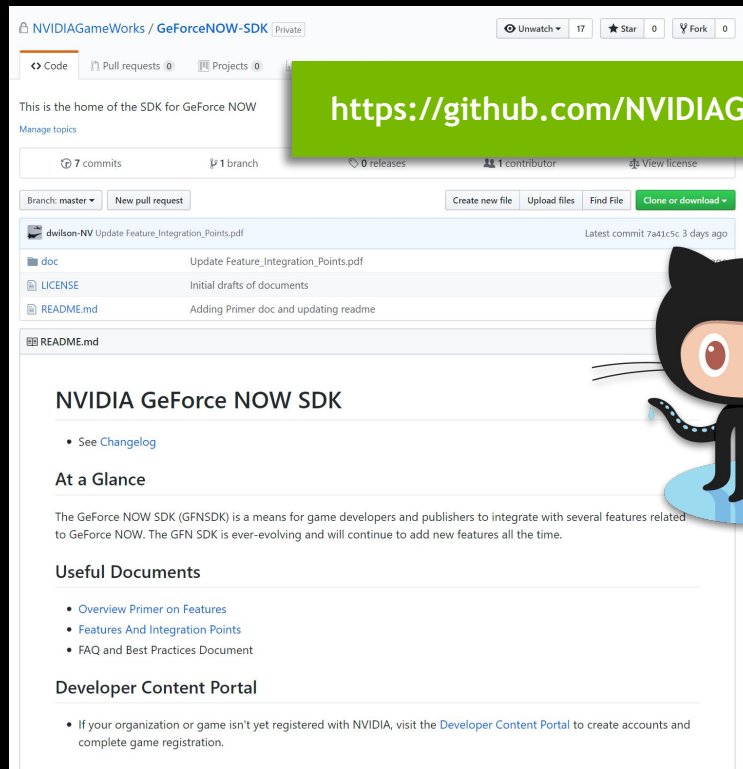 NVIDIAGameWorks / GeForceNOW-SDK Private
Unwatch 17 Star 0 Fork 0
Code Pull requests 0 Projects 0
This is the home of the SDK for GeForce NOW
https://github.com/NVIDIAG
Manage topics
7 commits 1 branch 0 releases 1 contributor View license
Branch: master New pull request Create new file Upload files Find File Clone or download
dwilson-NV Update Feature_Integration_Points.pdf Latest commit 7a41c5c 3 days ago
doc Update Feature_Integration_Points.pdf
LICENSE Initial drafts of documents
README.md Adding Primer doc and updating readme
README.md
NVIDIA GeForce NOW SDK
• See Changelog
At a Glance
The GeForce NOW SDK (GFNSDK) is a means for game developers and publishers to integrate with several features related
to GeForce NOW. The GFN SDK is ever-evolving and will continue to add new features all the time.
Useful Documents
• Overview Primer on Features
• Features And Integration Points
• FAQ and Best Practices Document
Developer Content Portal
• If your organization or game isn't yet registered with NVIDIA, visit the Developer Content Portal to create accounts and
complete game registration.